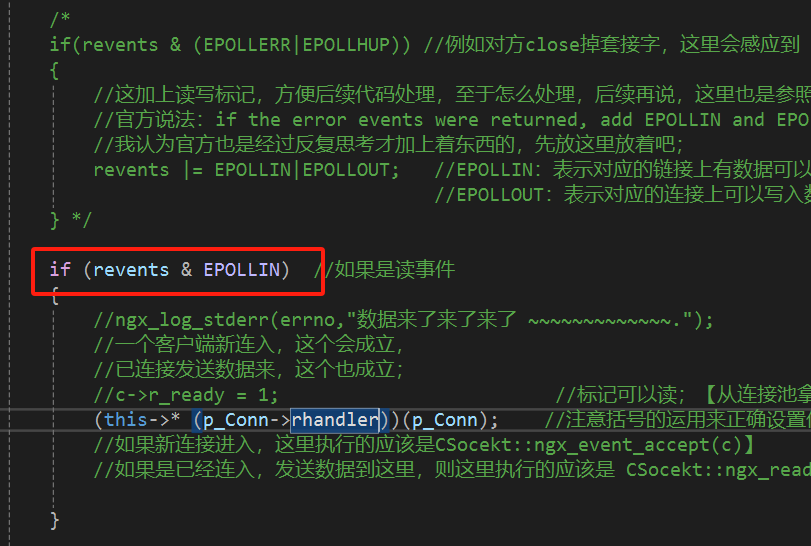 /*
if(revents & (EPOLLERR|EPOLLHUP)) //例如对方close掉套接字，这里会感应到
{
//这加上读写标记，方便后续代码处理，至于怎么处理，后续再说，这里也是参照
//官方说法：if the error events were returned, add EPOLLIN and EPO
//我认为官方也是经过反复思考才加上着东西的，先放这里放着吧；
revents |= EPOLLIN|EPOLLOUT; //EPOLLIN：表示对应的链接上有数据可以
//EPOLLOUT：表示对应的连接上可以写入数
} */
if (revents & EPOLLIN) //如果是读事件
{
//ngx_log_stderr(errno,"数据来了来了来了 ~~~~~~~~~~~~~.");
//一个客户端新连入，这个会成立，
//已连接发送数据来，这个也成立；
//c->r_ready = 1; //标记可以读；【从连接池拿
(this->* (p_Conn->rhandler))(p_Conn); //注意括号的运用来正确设置优
//如果新连接进入，这里执行的应该是CSocekt::ngx_event_accept(c)】
//如果是已经连入，发送数据到这里，则这里执行的应该是 CSocekt::ngx_read
}